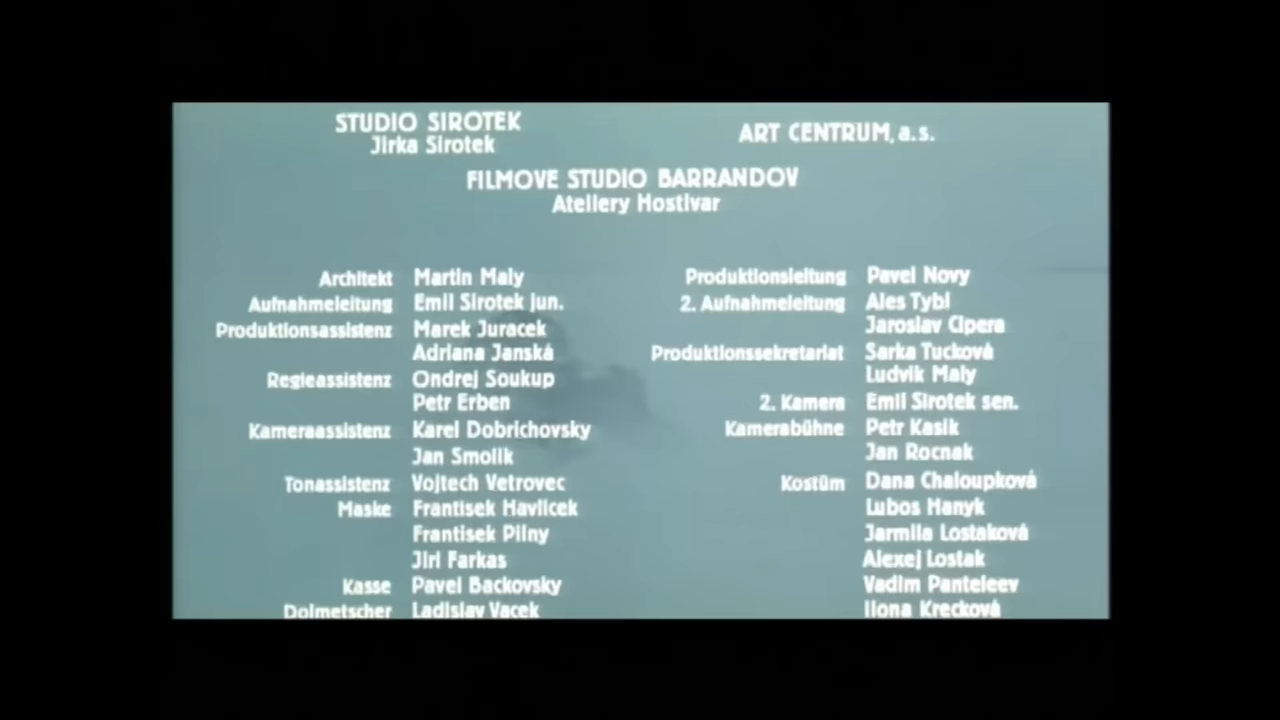 STUDIO SIROTEK
Jirka Sirotek
ART CENTRUM, a.s.
FILMOVE STUDIO BARRANDOV
Ateliery Hostivar
Architekt Martin Maly
Aufnahmeleitung Emil Sirotek jun.
Produktionsassistenz Marek Juracek
Adriana Janská
Regieassistenz Ondrej Soukup
Petr Erben
Kameraassistenz Karel Dobrichovsky
Jan Smolik
Tonassistenz Vojtech Vetrovec
Maske Frantisek Havlicek
Frantisek Pilny
Jiri Farkas
Kasse Pavel Backovsky
Dolmetscher Ladislav Vacek
Produktionsleitung Pavel Novy
2. Aufnahmeleitung Ales Tybl
Jaroslav Cipera
Produktionssekretariat Sarka Tucková
Ludvik Maly
2. Kamera Emil Sirotek sen.
Kamerabühne Petr Kasik
Jan Rocnak
Kostüm Dana Chaloupková
Lubos Hanyk
Jarmila Lostaková
Alexej Lostak
Vadim Panteleev
Ilona Krecková